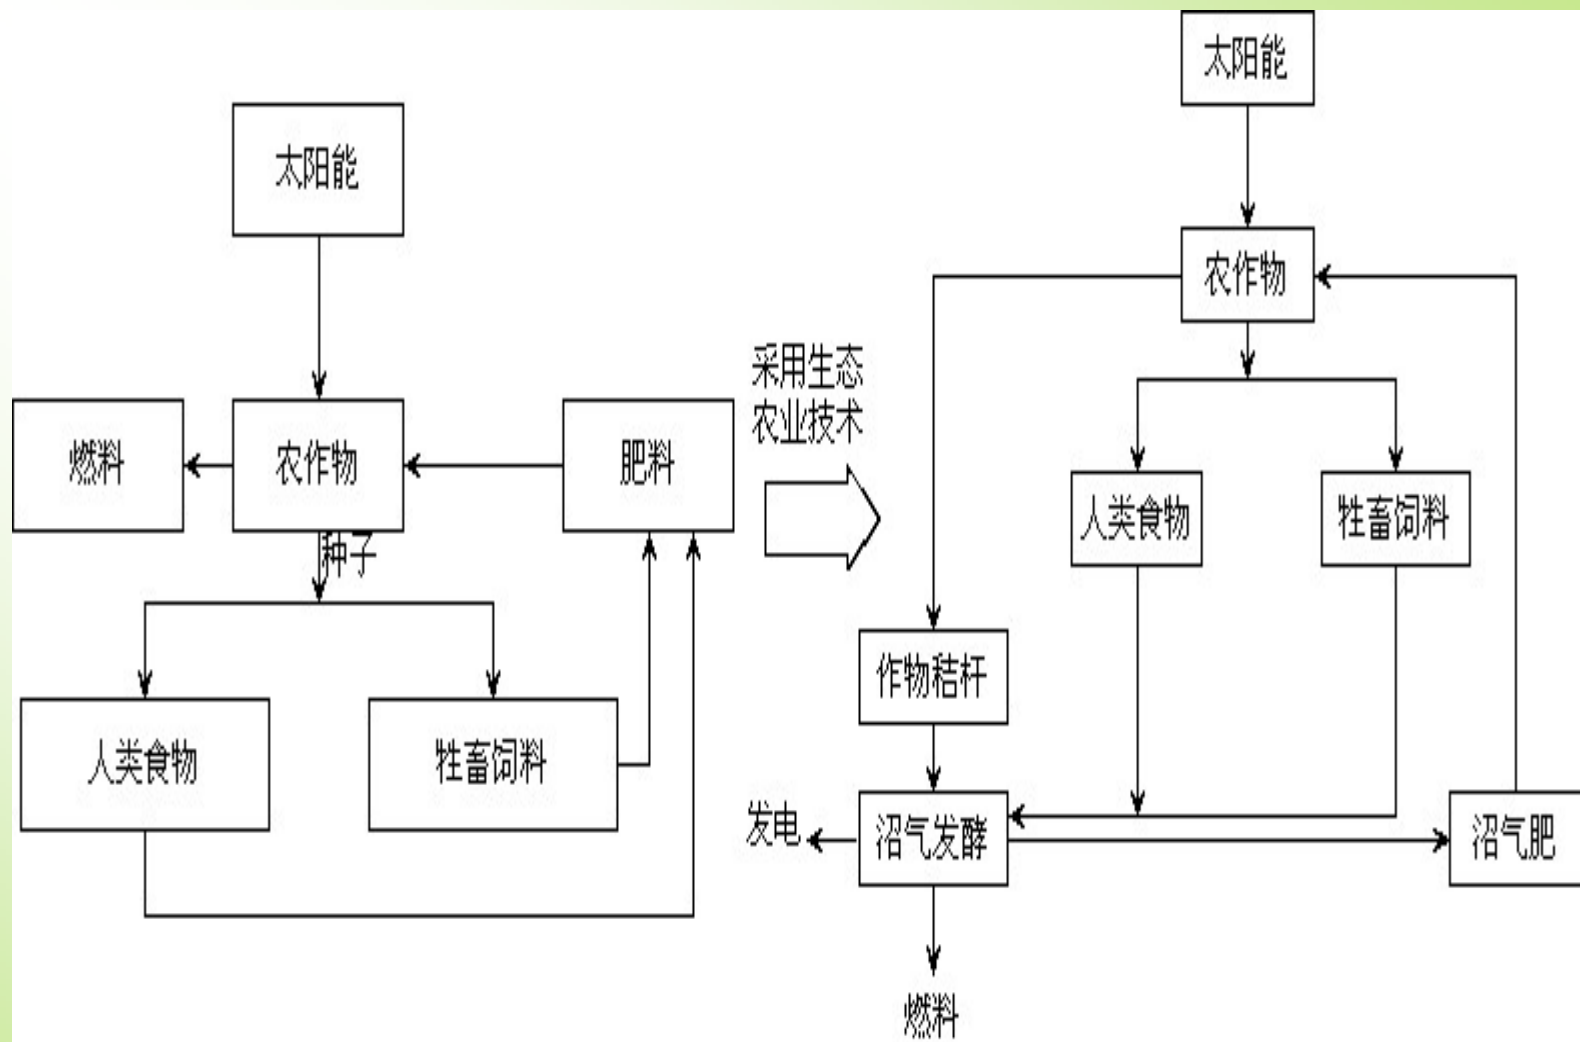 太阳能
燃料
农作物
肥料
种子
人类食物
牲畜饲料
采用生态
农业技术
太阳能
农作物
人类食物
牲畜饲料
作物秸杆
发电
沼气发酵
沼气肥
燃料